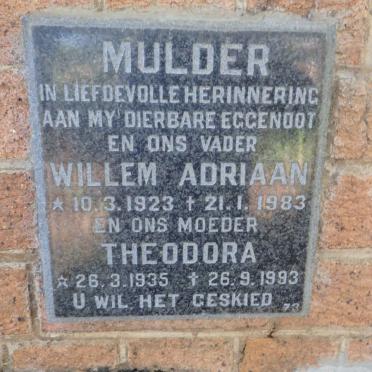 MULDER
IN LIEFDEVOLLE HERINNERING
AAN MY DIERBARE EGGENOOT
EN ONS VADER
WILLEM ADRIAAN
* 10.3.1923 † 21.1.1983
EN ONS MOEDER
THEODORA
* 26.3.1935 † 26.9.1993
U WIL HET GESKIED 73